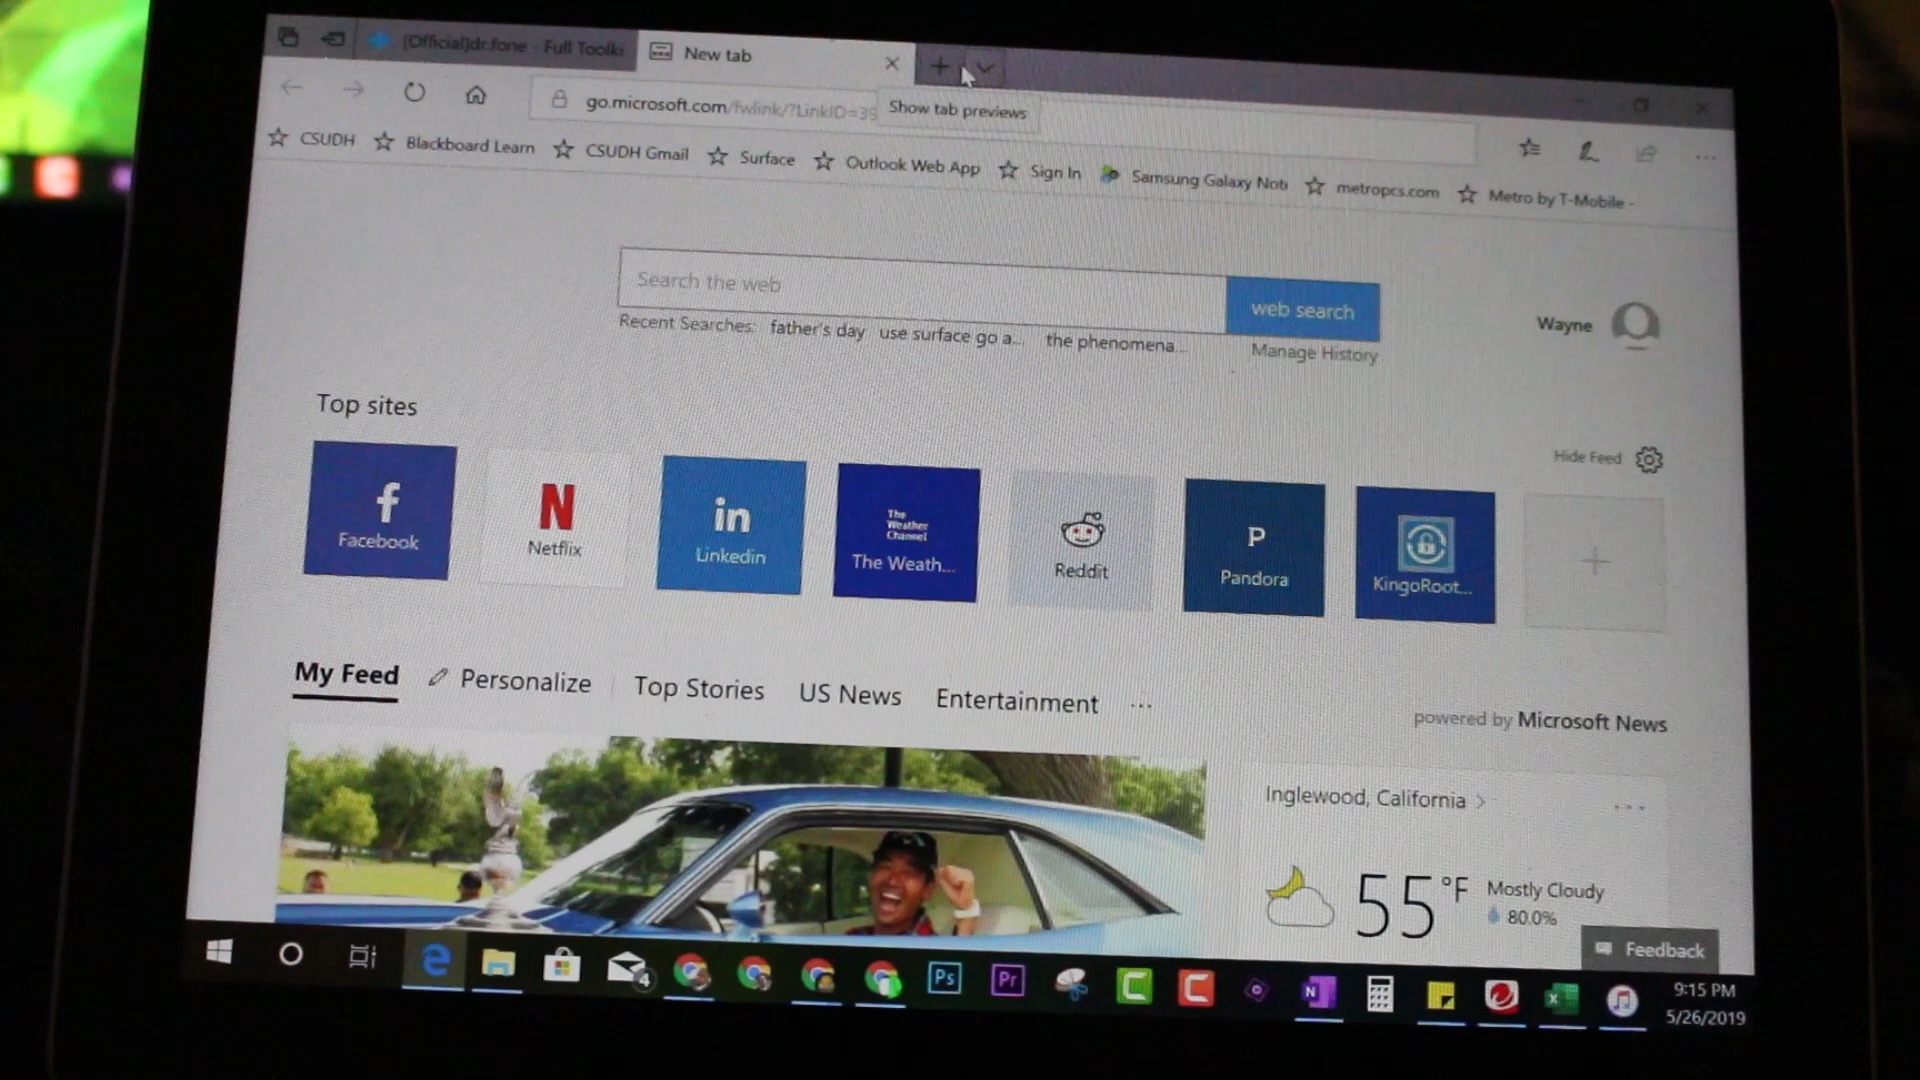 [Official]dr.fone - Full Toolki
New tab
go.microsoft.com/fwlink/?LinkID=39
Show tab previews
CSUDH
Blackboard Learn
CSUDH Gmail
Surface
Outlook Web App
Sign In
Samsung Galaxy Not
metropcs.com
Metro by T-Mobile -
Search the web
web search
Recent Searches: father's day use surface go a... the phenomena...
Manage History
Wayne
Top sites
Hide Feed
f
Facebook
N
Netflix
in
Linkedin
The
Weather
Channel
The Weath...
Reddit
P
Pandora
KingoRoot...
My Feed
Personalize
Top Stories
US News
Entertainment
...
powered by Microsoft News
Inglewood, California >
...
55 °F
Mostly Cloudy
80.0%
Feedback
4
Ps
Pr
N
9:15 PM
5/26/2019